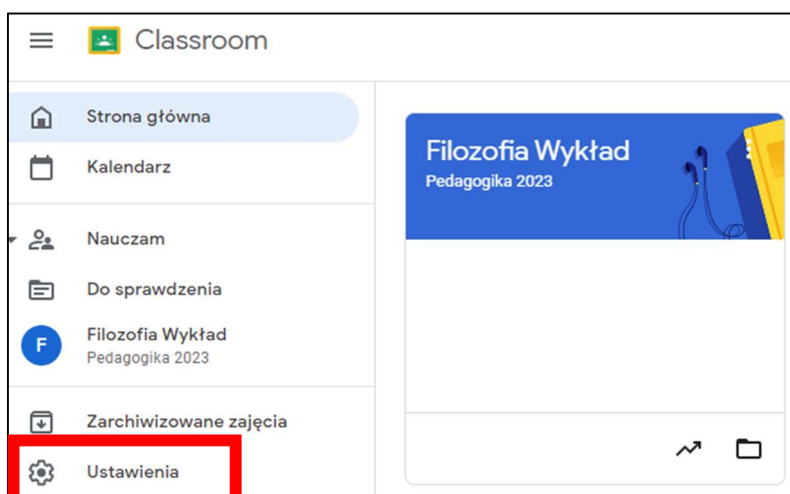 Classroom
Strona główna
Kalendarz
Nauczam
Do sprawdzenia
F
Filozofia Wykład
Pedagogika 2023
Zarchiwizowane zajęcia
Ustawienia
Filozofia Wykład
Pedagogika 2023